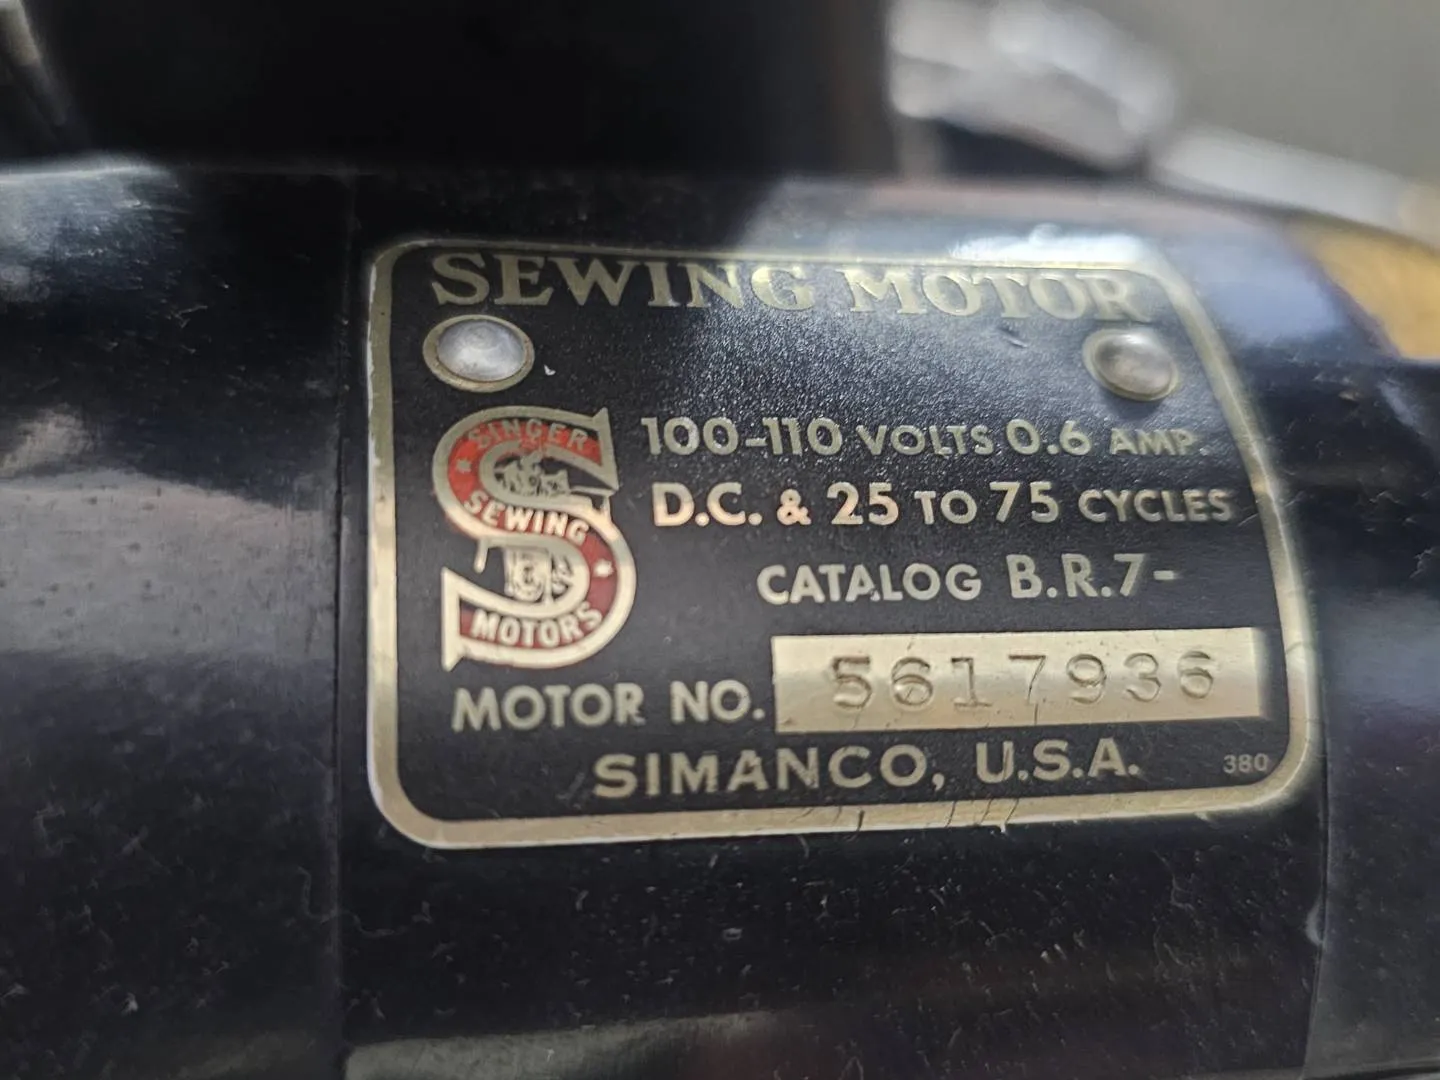 SEWING MOTOR
SINGER
SEWING
MOTORS
100-110 VOLTS 0.6 AMP.
D.C. & 25 TO 75 CYCLES
CATALOG B.R.7-
MOTOR NO. 5617936
SIMANCO, U.S.A. 380